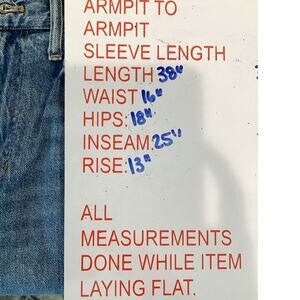 ARMPIT TO
ARMPIT
SLEEVE LENGTH
LENGTH 38"
WAIST 16"
HIPS: 18"
INSEAM: 25"
RISE: 13"
ALL
MEASUREMENTS
DONE WHILE ITEM
LAYING FLAT.